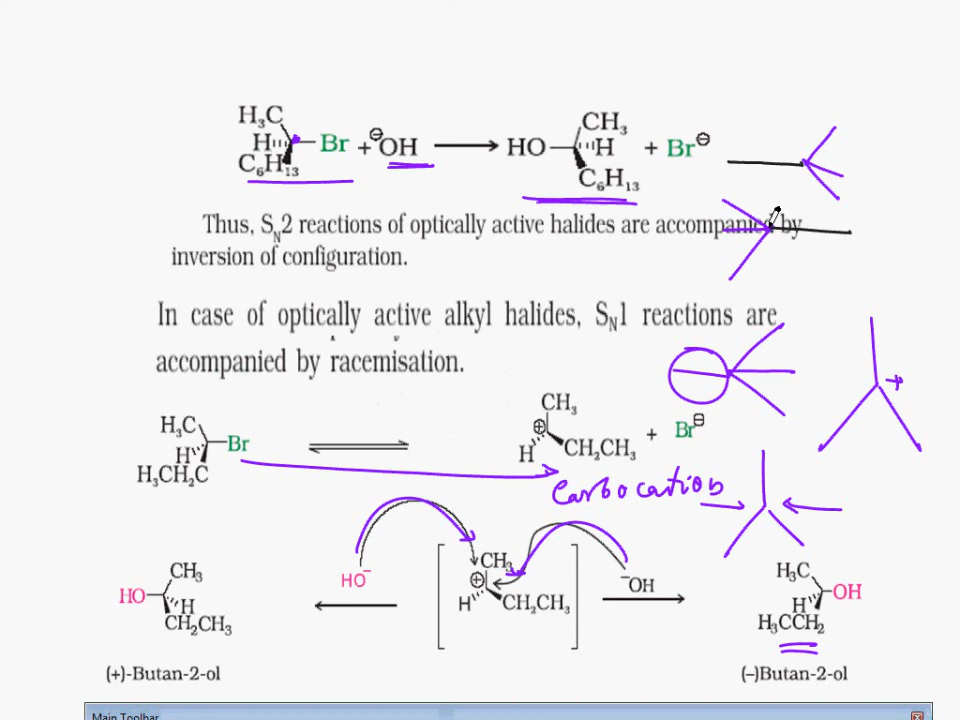 H₃C
H Br + ⊖OH → HO CH₃ H + Br⊖
C₆H₁₃ C₆H₁₃
Thus, S_N2 reactions of optically active halides are accompanied by
inversion of configuration.
In case of optically active alkyl halides, S_N1 reactions are
accompanied by racemisation.
H₃C CH₃
H Br ⇌ ⊕ H CH₂CH₃ + Br⊖
H₃CH₂C
Carbocation
HO⁻ CH₃ ⊕ H CH₂CH₃ ⁻OH
HO CH₃ H CH₂CH₃
H₃C OH H H₃CCH₂
(+)-Butan-2-ol (–)Butan-2-ol
Main Toolbar